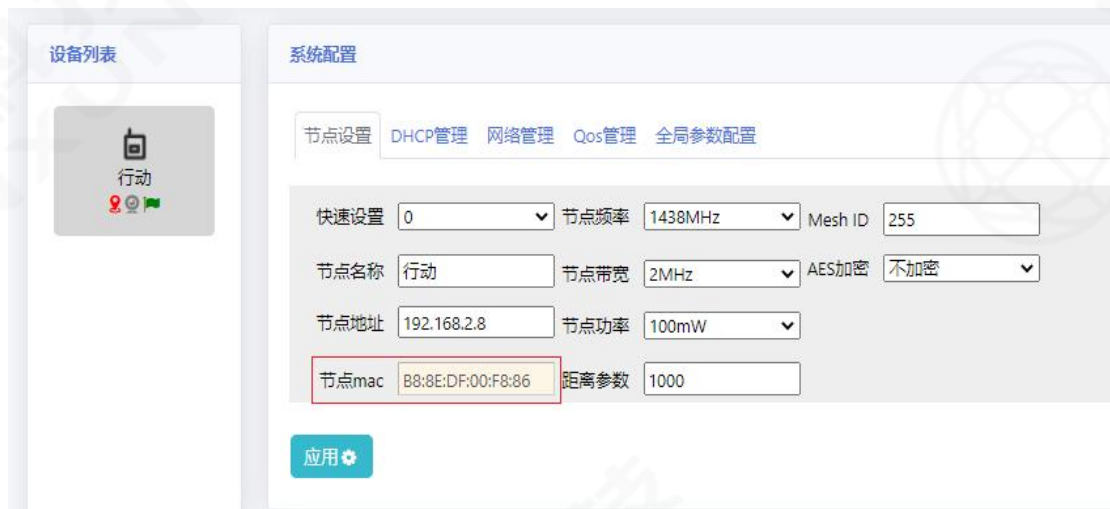 设备列表
系统配置
行动
节点设置 DHCP管理 网络管理 Qos管理 全局参数配置
快速设置 0 节点频率 1438MHz Mesh ID 255
节点名称 行动 节点带宽 2MHz AES加密 不加密
节点地址 192.168.2.8 节点功率 100mW
节点mac B8:8E:DF:00:F8:86 距离参数 1000
应用